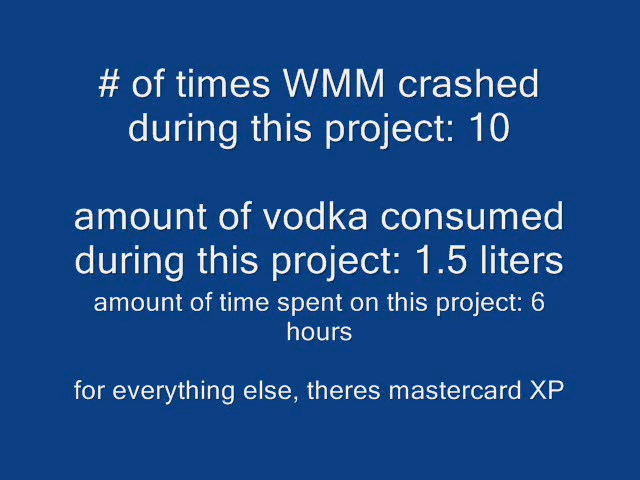 # of times WMM crashed
during this project: 10
amount of vodka consumed
during this project: 1.5 liters
amount of time spent on this project: 6
hours
for everything else, theres mastercard XP